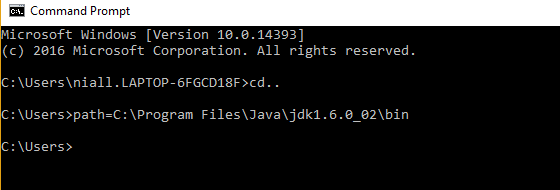 Command Prompt
Microsoft Windows [Version 10.0.14393]
(c) 2016 Microsoft Corporation. All rights reserved.
C:\Users\niall.LAPTOP-6FGCD18F>cd..
C:\Users>path=C:\Program Files\Java\jdk1.6.0_02\bin
C:\Users>